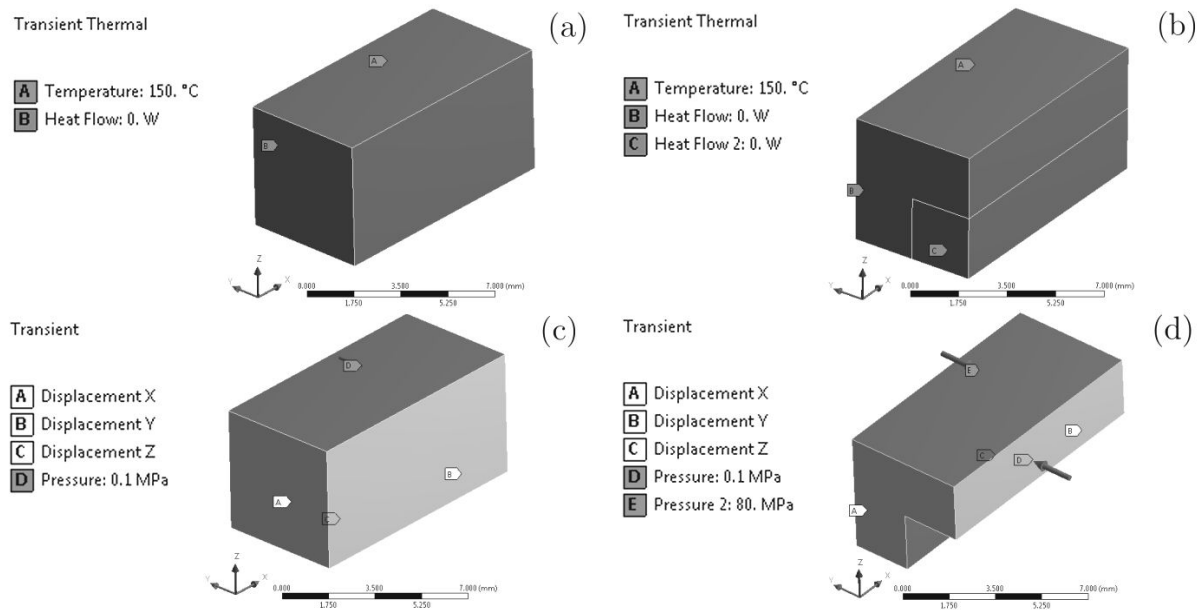 Transient Thermal
(a)
A Temperature: 150. °C
B Heat Flow: 0. W
A
B
Z
Y
X
0.000 3.500 7.000 (mm)
1.750 5.250
Transient Thermal
(b)
A Temperature: 150. °C
B Heat Flow: 0. W
C Heat Flow 2: 0. W
A
B
C
Z
Y
X
0.000 3.500 7.000 (mm)
1.750 5.250
Transient
(c)
A Displacement X
B Displacement Y
C Displacement Z
D Pressure: 0.1 MPa
D
B
A
C
Z
Y
X
0.000 3.500 7.000 (mm)
1.750 5.250
Transient
(d)
A Displacement X
B Displacement Y
C Displacement Z
D Pressure: 0.1 MPa
E Pressure 2: 80. MPa
E
B
C
D
A
Z
Y
X
0.000 3.500 7.000 (mm)
1.750 5.250